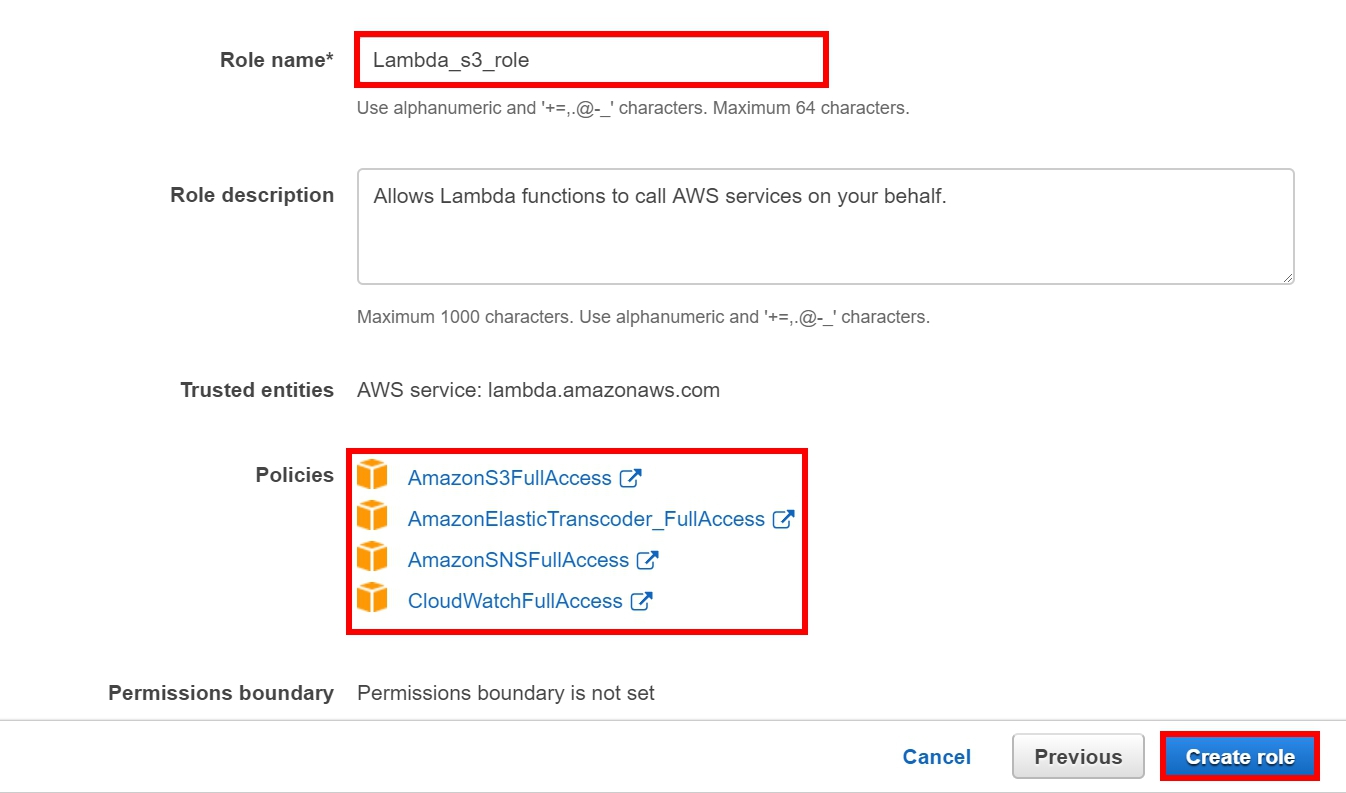 Role name* Lambda_s3_role
Use alphanumeric and '+=,.@-_' characters. Maximum 64 characters.
Role description Allows Lambda functions to call AWS services on your behalf.
Maximum 1000 characters. Use alphanumeric and '+=,.@-_' characters.
Trusted entities AWS service: lambda.amazonaws.com
Policies AmazonS3FullAccess
AmazonElasticTranscoder_FullAccess
AmazonSNSFullAccess
CloudWatchFullAccess
Permissions boundary Permissions boundary is not set
Cancel Previous Create role